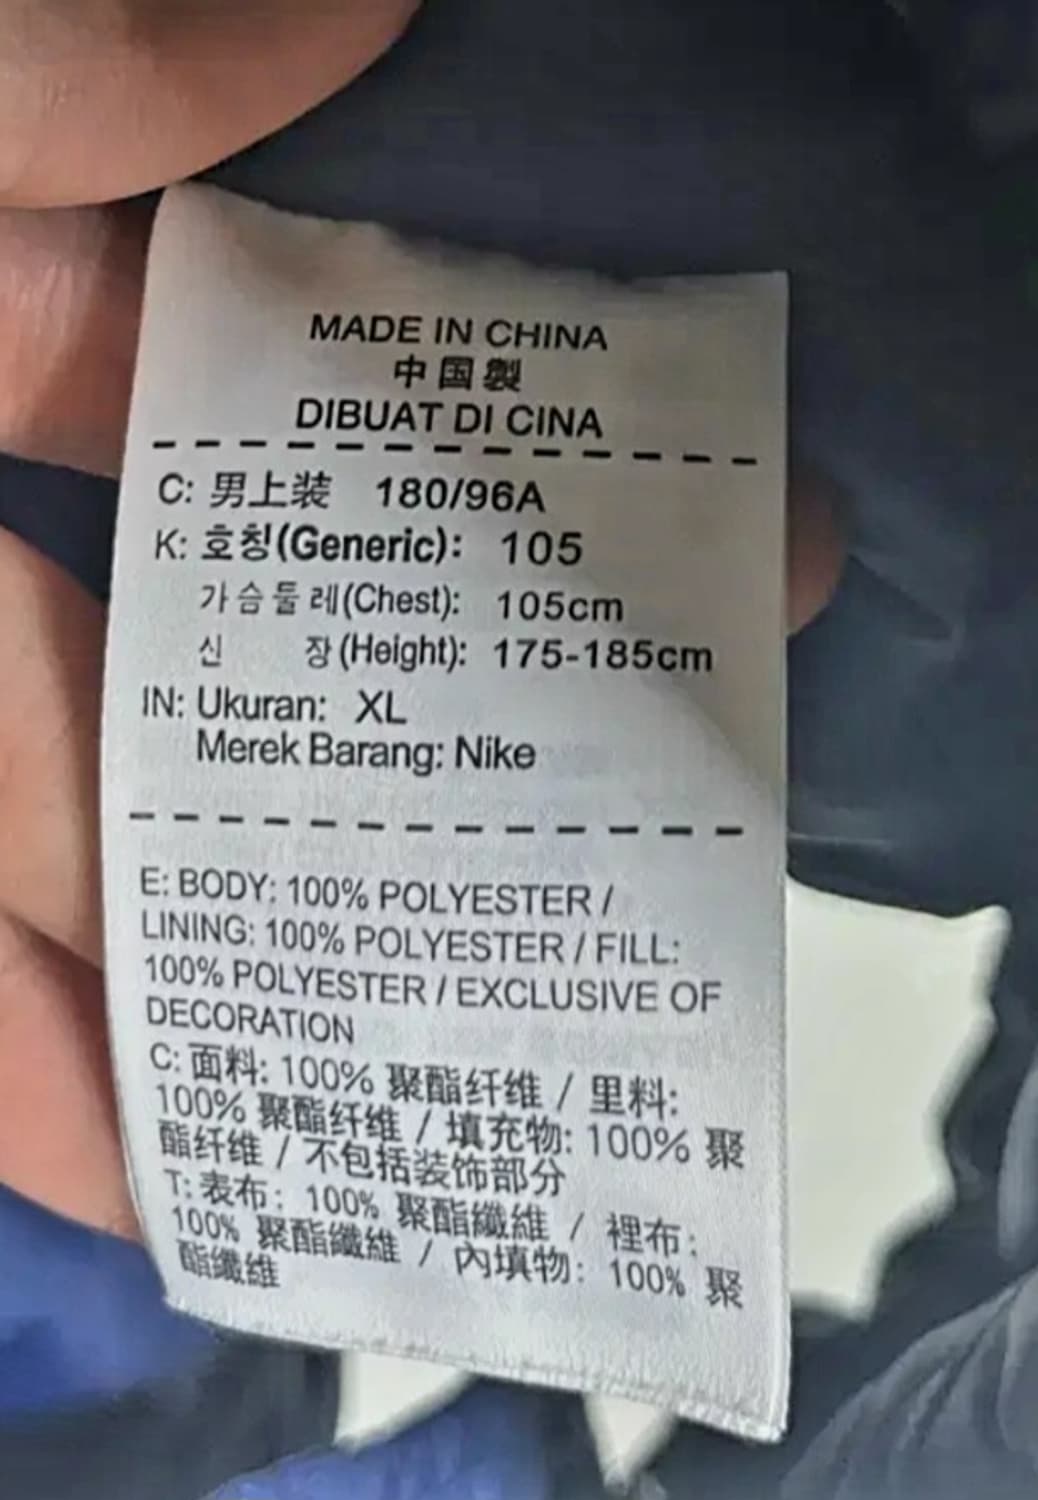 MADE IN CHINA
中国製
DIBUAT DI CINA
C: 男上装 180/96A
K: 호칭(Generic): 105
가슴둘레(Chest): 105cm
신 장(Height): 175-185cm
IN: Ukuran: XL
Merek Barang: Nike
E: BODY: 100% POLYESTER /
LINING: 100% POLYESTER / FILL:
100% POLYESTER / EXCLUSIVE OF
DECORATION
C: 面料: 100% 聚酯纤维 / 里料:
100% 聚酯纤维 / 填充物: 100% 聚
酯纤维 / 不包括装饰部分
T: 表布: 100% 聚酯纖維 / 裡布:
100% 聚酯纖維 / 內填物: 100% 聚
酯纖維